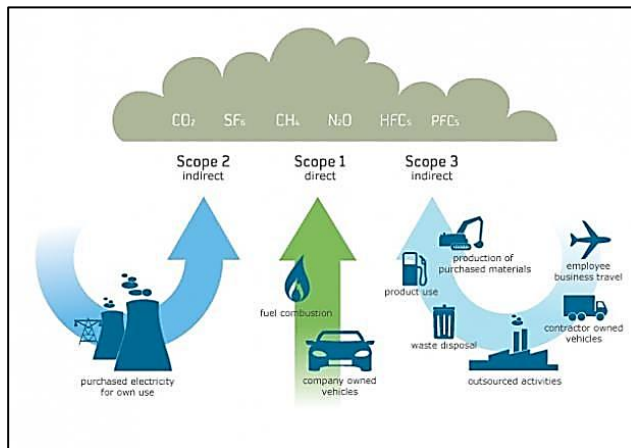 CO₂ SF₆ CH₄ N₂O HFCs PFCs
Scope 2
indirect
Scope 1
direct
Scope 3
indirect
purchased electricity
for own use
fuel combustion
company owned
vehicles
production of
purchased materials
product use
waste disposal
outsourced activities
employee
business travel
contractor owned
vehicles